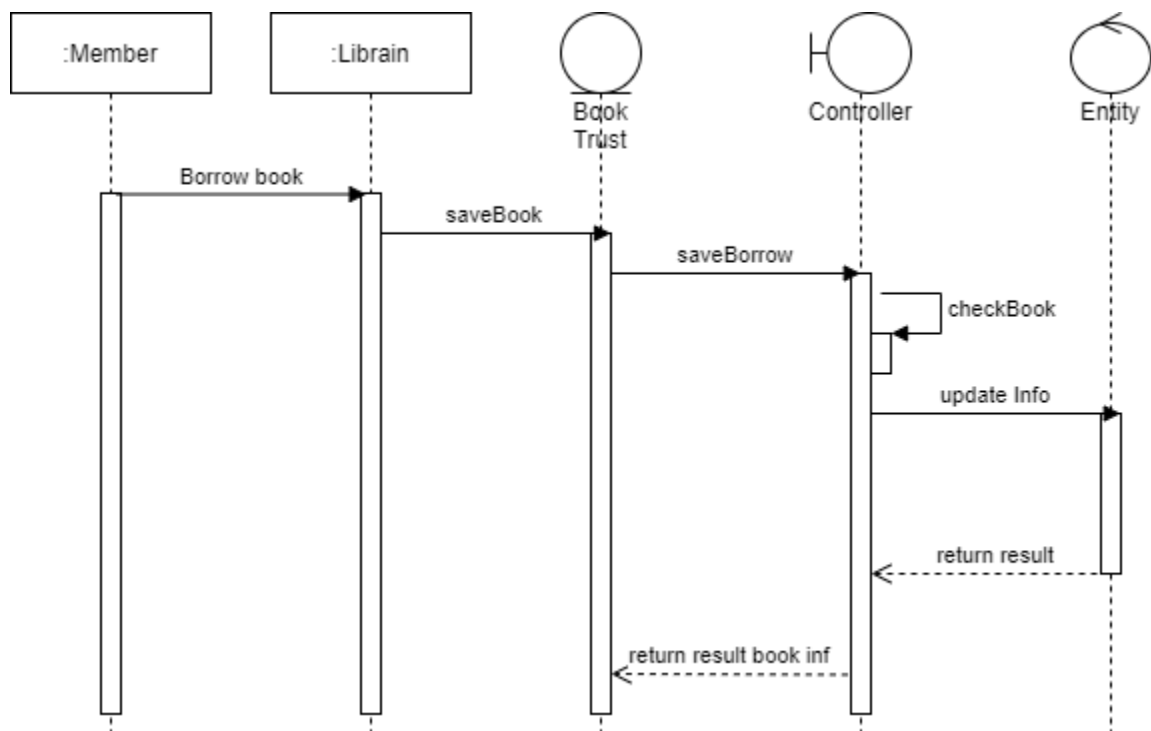 :Member
:Librain
Book
Trust
Controller
Entity
Borrow book
saveBook
saveBorrow
checkBook
update Info
return result
return result book inf